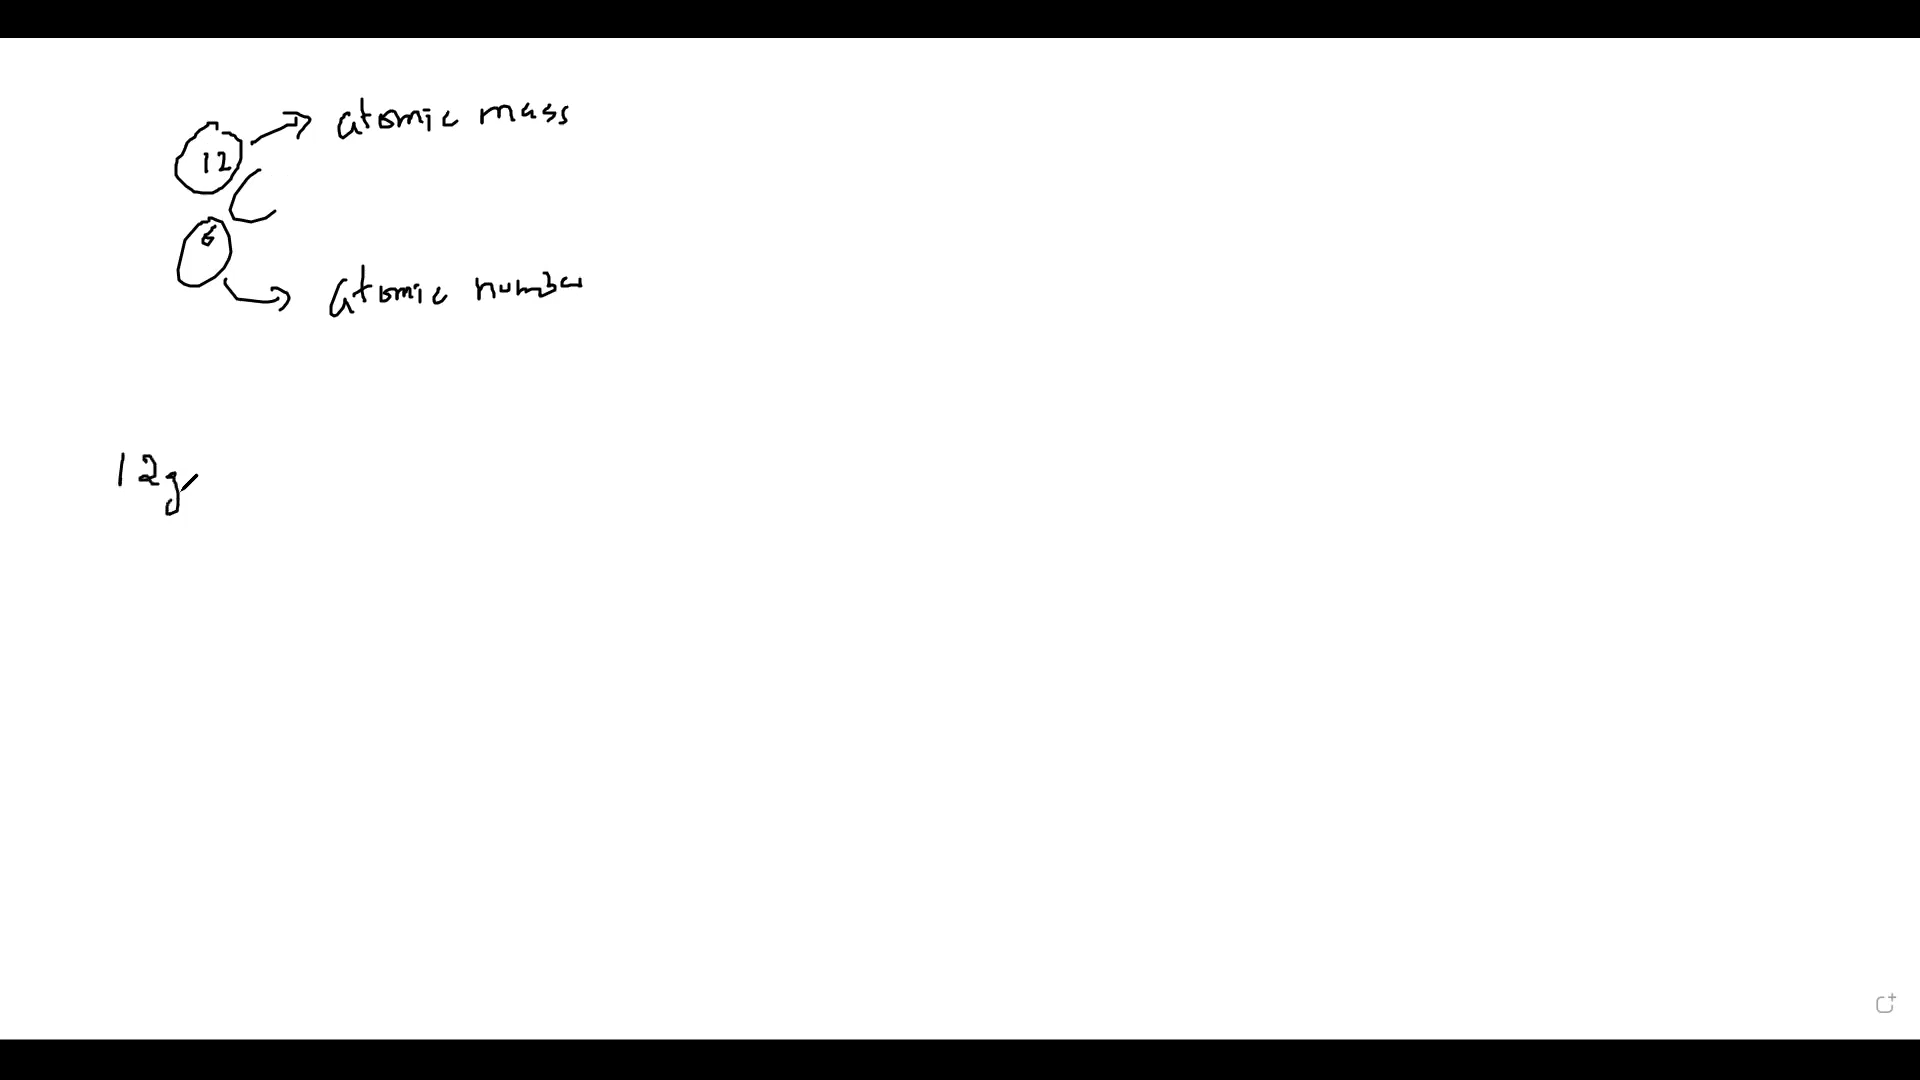 12 → atomic mass
C
6 → atomic number
12g